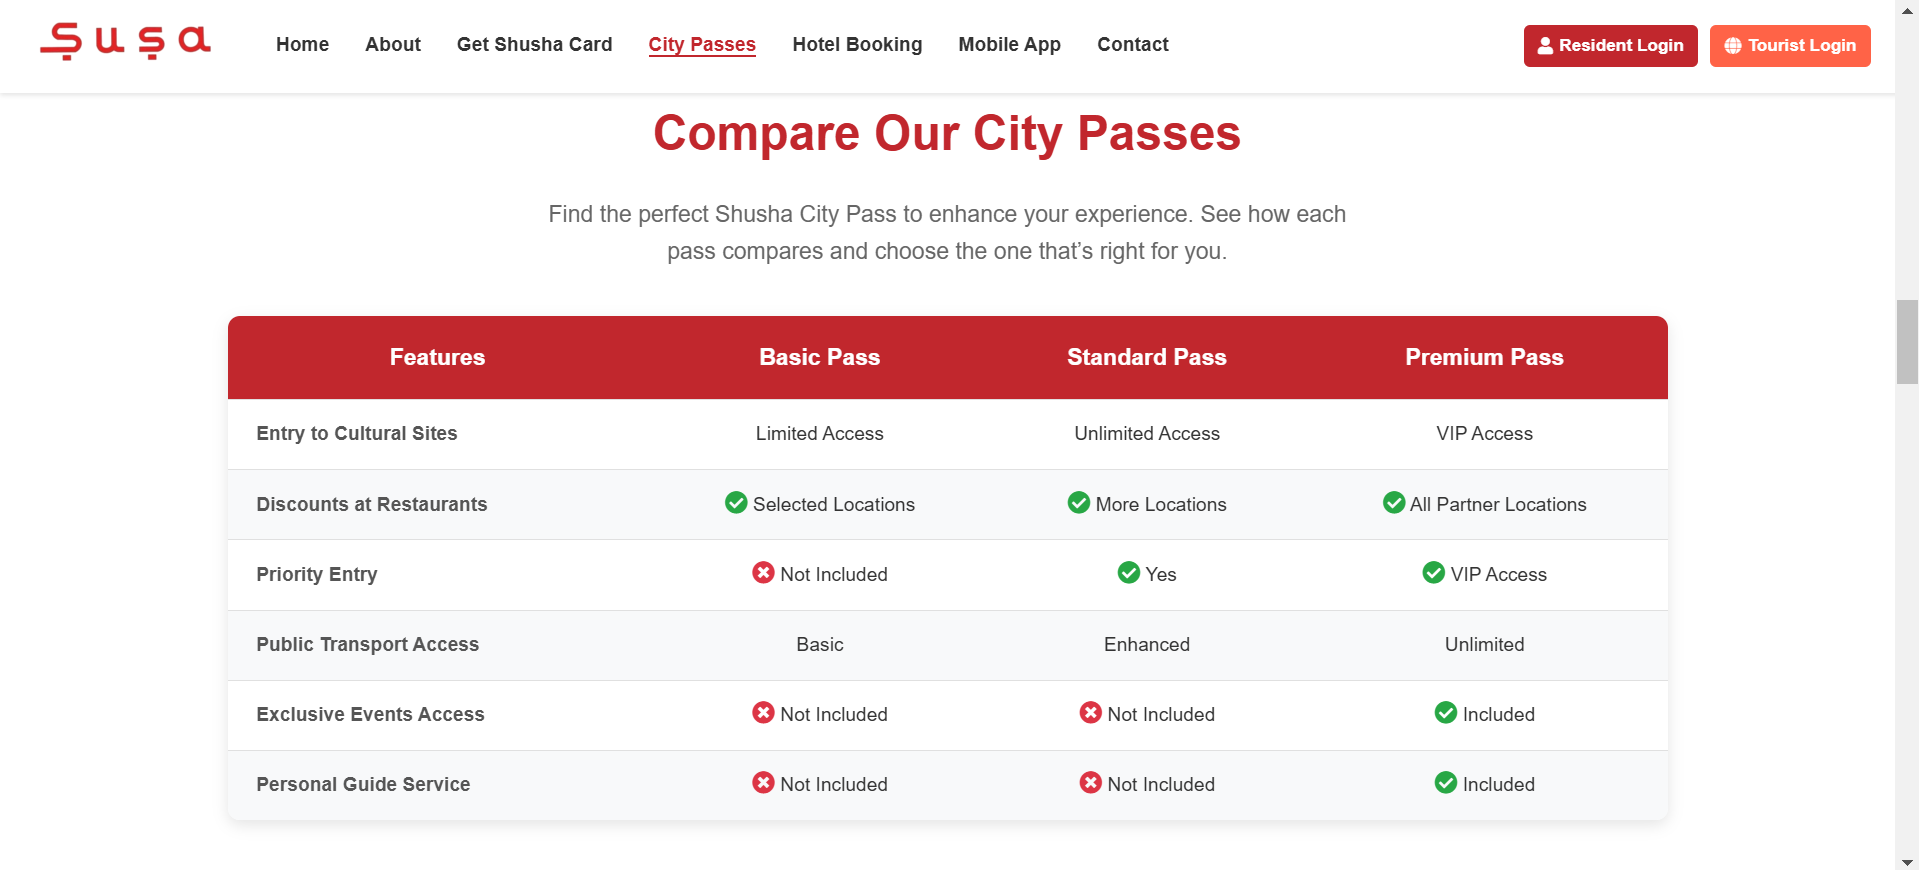 Şuşa
Home About Get Shusha Card City Passes Hotel Booking Mobile App Contact Resident Login Tourist Login
Compare Our City Passes
Find the perfect Shusha City Pass to enhance your experience. See how each
pass compares and choose the one that’s right for you.
Features Basic Pass Standard Pass Premium Pass
Entry to Cultural Sites Limited Access Unlimited Access VIP Access
Discounts at Restaurants Selected Locations More Locations All Partner Locations
Priority Entry Not Included Yes VIP Access
Public Transport Access Basic Enhanced Unlimited
Exclusive Events Access Not Included Not Included Included
Personal Guide Service Not Included Not Included Included